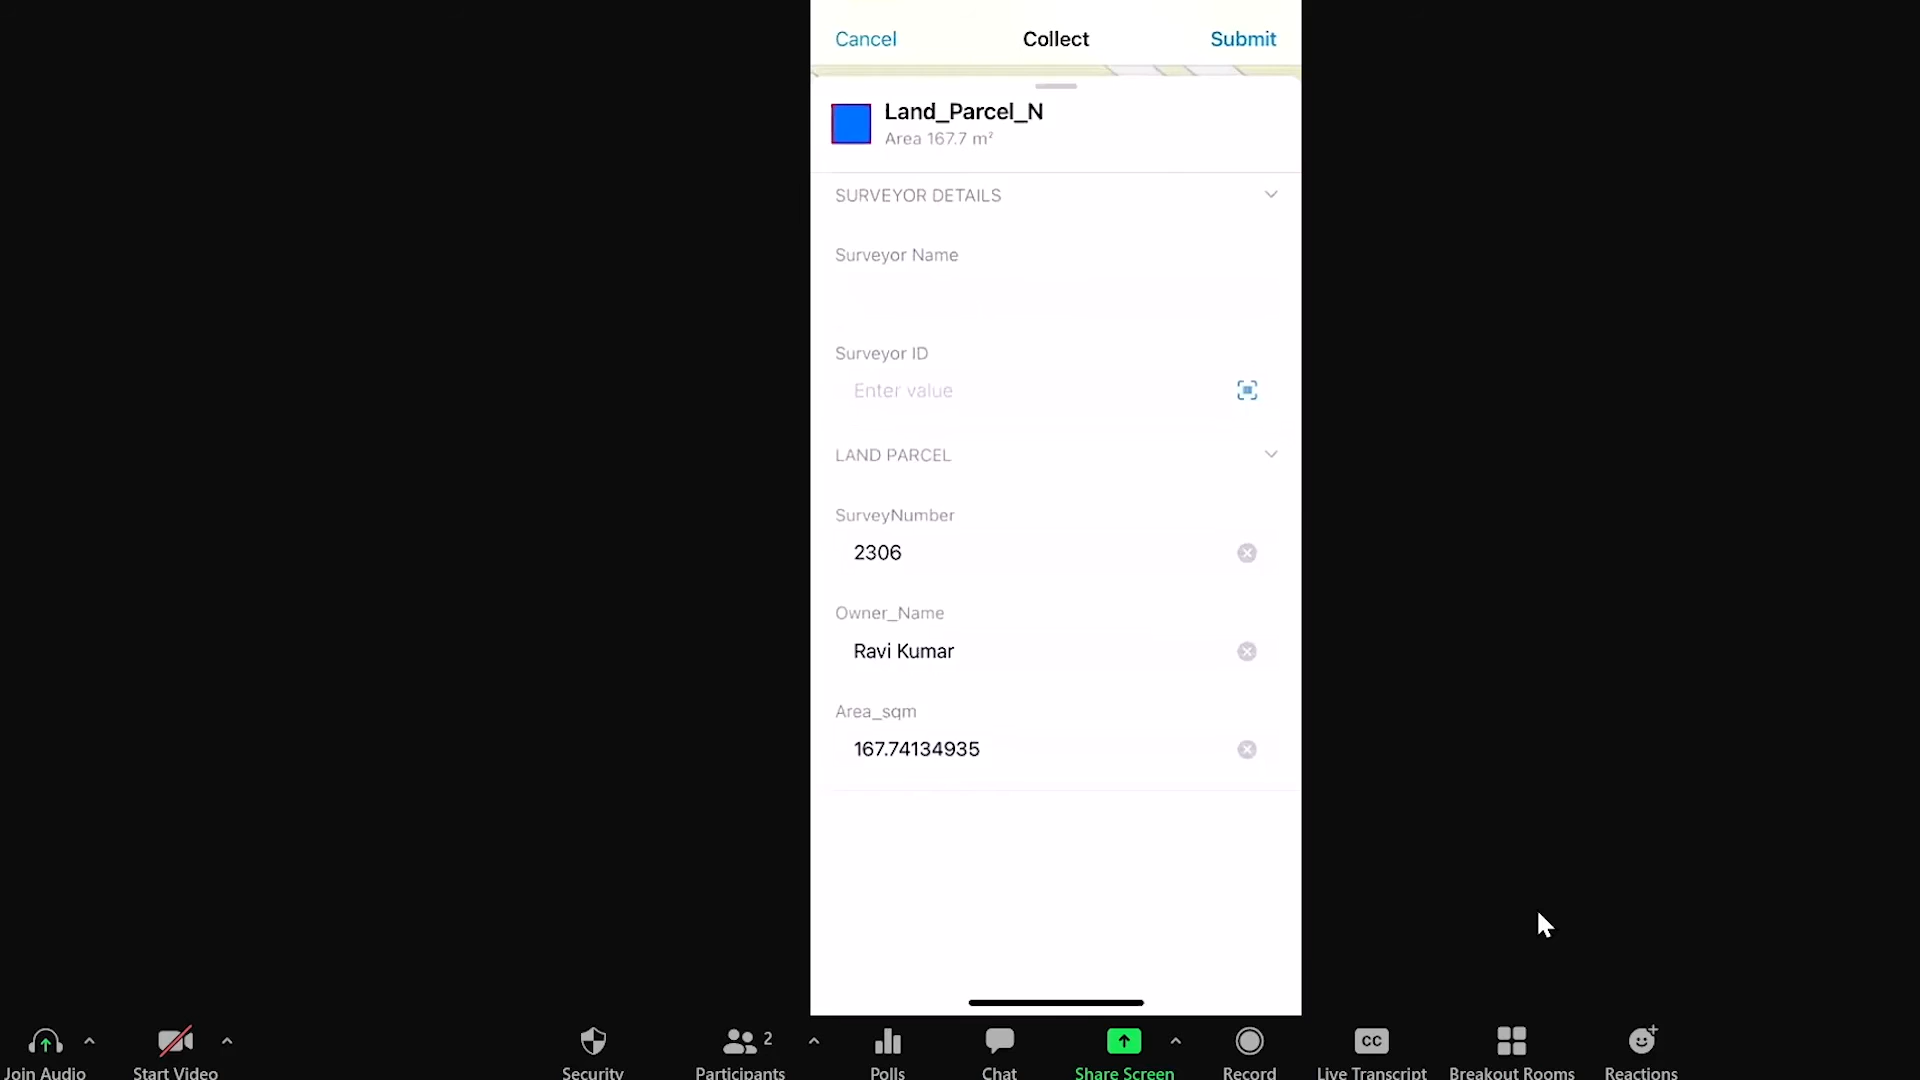 Cancel Collect Submit
Land_Parcel_N
Area 167.7 m²
SURVEYOR DETAILS
Surveyor Name
Surveyor ID
Enter value
LAND PARCEL
SurveyNumber
2306
Owner_Name
Ravi Kumar
Area_sqm
167.74134935
2
CC
Join Audio Start Video Security Participants Polls Chat Share Screen Record Live Transcript Breakout Rooms Reactions